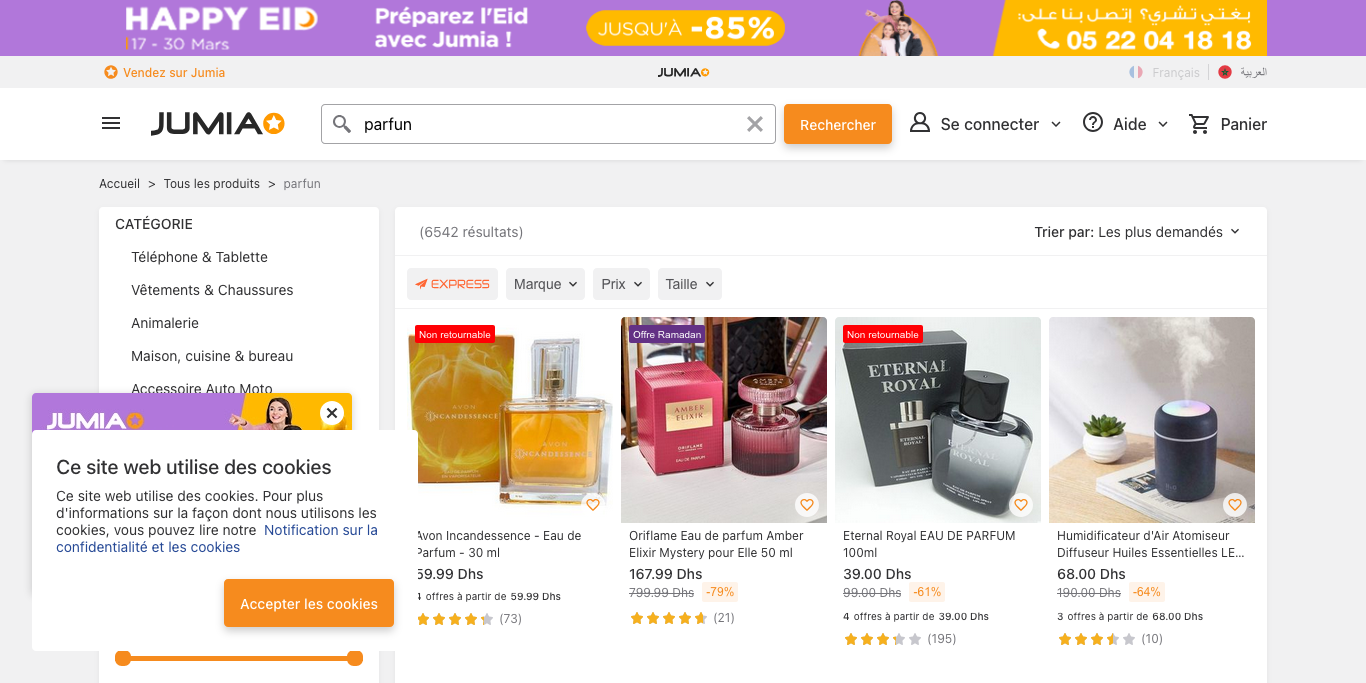 HAPPY EID
17 - 30 Mars
Préparez l'Eid
avec Jumia !
JUSQU'À -85%
بغيتي تشري؟ إتصل بنا على:
05 22 04 18 18
Vendez sur Jumia
JUMIA
Français
العربية
JUMIA
parfun
Rechercher
Se connecter
Aide
Panier
Accueil > Tous les produits > parfun
CATÉGORIE
Téléphone & Tablette
Vêtements & Chaussures
Animalerie
Maison, cuisine & bureau
Accessoire Auto Moto
(6542 résultats)
Trier par: Les plus demandés
EXPRESS
Marque
Prix
Taille
Non retournable
AVON
INCANDESSENCE
AVON
INCANDESSENCE
Avon Incandessence - Eau de
Parfum - 30 ml
59.99 Dhs
4 offres à partir de 59.99 Dhs
(73)
Offre Ramadan
AMBER
ELIXIR
ORIFLAME
Oriflame Eau de parfum Amber
Elixir Mystery pour Elle 50 ml
167.99 Dhs
799.99 Dhs -79%
(21)
Non retournable
ETERNAL
ROYAL
ETERNAL
ROYAL
ETERNAL
ROYAL
Eternal Royal EAU DE PARFUM
100ml
39.00 Dhs
99.00 Dhs -61%
4 offres à partir de 39.00 Dhs
(195)
Humidificateur d'Air Atomiseur
Diffuseur Huiles Essentielles LE...
68.00 Dhs
190.00 Dhs -64%
3 offres à partir de 68.00 Dhs
(10)
JUMIA
Ce site web utilise des cookies
Ce site web utilise des cookies. Pour plus
d'informations sur la façon dont nous utilisons les
cookies, vous pouvez lire notre Notification sur la
confidentialité et les cookies
Accepter les cookies